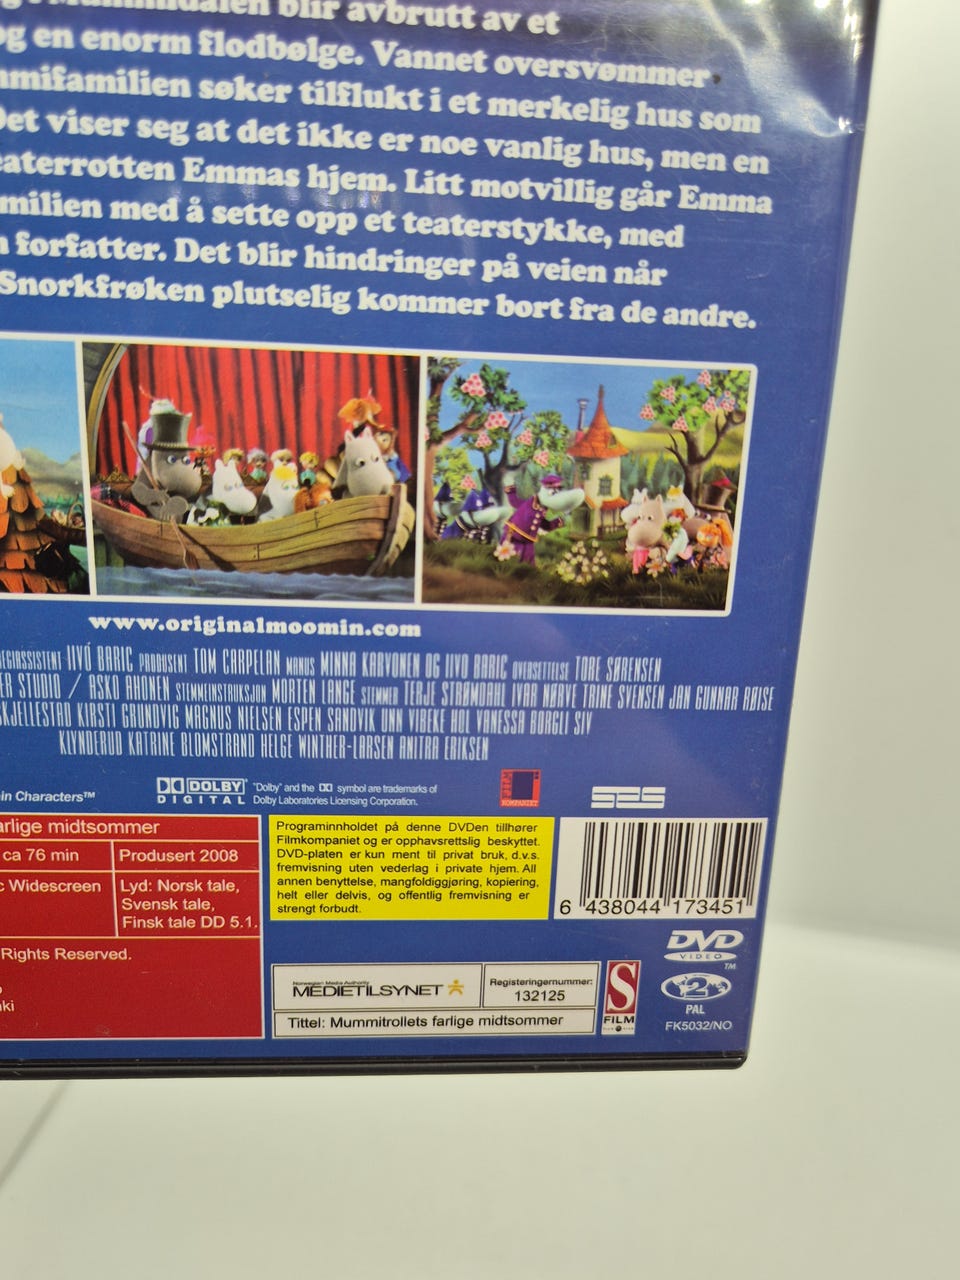 blir avbrutt av et
og en enorm flodbølge. Vannet oversvømmer
mmifamilien søker tilflukt i et merkelig hus som
Det viser seg at det ikke er noe vanlig hus, men en
eaterrotten Emmas hjem. Litt motvillig går Emma
milien med å sette opp et teaterstykke, med
forfatter. Det blir hindringer på veien når
Snorkfrøken plutselig kommer bort fra de andre.
www.originalmoomin.com
REGIASSISTENT IIVO BARIC PRODUSENT TOM CARPELAN MANUS MINNA KARVONEN OG IIVO BARIC OVERSETTELSE TORE SØRENSEN
ER STUDIO / ASKO AHONEN STEMMEINSTRUKSJON MORTEN LANGE STEMMER TERJE STRØMDAHL IVAR NØRVE TRINE SVENSEN JAN GUNNAR RØISE
SKJELLESTAD KIRSTI GRUNDVIG MAGNUS NIELSEN ESPEN SANDVIK UNN VIBEKE HOL VANESSA BORGLI SIV
KLYNDERUD KATRINE BLOMSTRAND HELGE WINTHER-LARSEN ANITRA ERIKSEN
in Characters™
DOLBY
DIGITAL
"Dolby" and the symbol are trademarks of
Dolby Laboratories Licensing Corporation.
KOMPANIET
SES
arlige midtsommer
ca 76 min
Produsert 2008
c Widescreen
Lyd: Norsk tale,
Svensk tale,
Finsk tale DD 5.1.
Rights Reserved.
ki
Programinnholdet på denne DVDen tillhører
Filmkompaniet og er opphavsrettslig beskyttet.
DVD-platen er kun ment til privat bruk, d.v.s.
fremvisning uten vederlag i private hjem. All
annen benyttelse, mangfoldiggjøring, kopiering,
helt eller delvis, og offentlig fremvisning er
strengt forbudt.
6 438044 173451
Norwegian Media Authority
MEDIETILSYNET
Registeringernummer:
132125
Tittel: Mummitrollets farlige midtsommer
S
FILM
DVD
VIDEO
TM
2
PAL
FK5032/NO